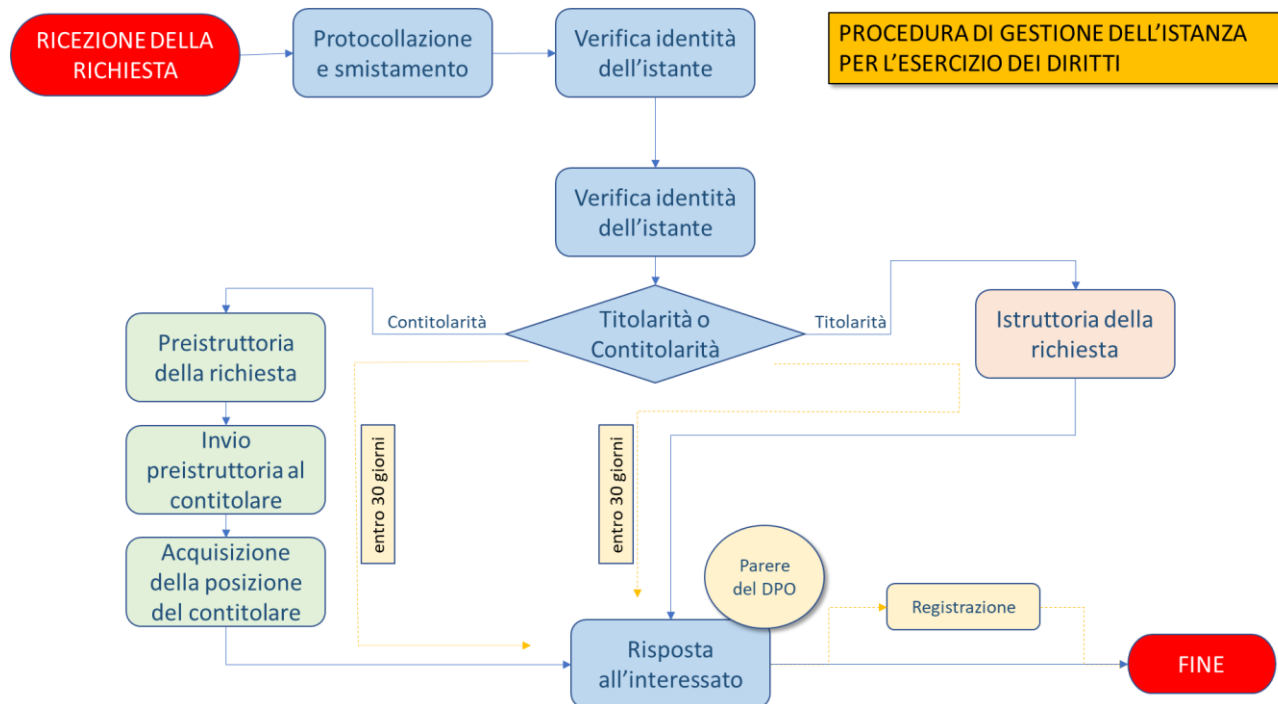 RICEZIONE DELLA
RICHIESTA
Protocollazione
e smistamento
Verifica identità
dell'istante
PROCEDURA DI GESTIONE DELL'ISTANZA
PER L'ESERCIZIO DEI DIRITTI
Verifica identità
dell'istante
Contitolarità
Titolarità o
Contitolarità
Titolarità
Istruttoria della
richiesta
Preistruttoria
della richiesta
Invio
preistruttoria al
contitolare
entro 30 giorni
entro 30 giorni
Acquisizione
della posizione
del contitolare
Parere
del DPO
Registrazione
Risposta
all'interessato
FINE